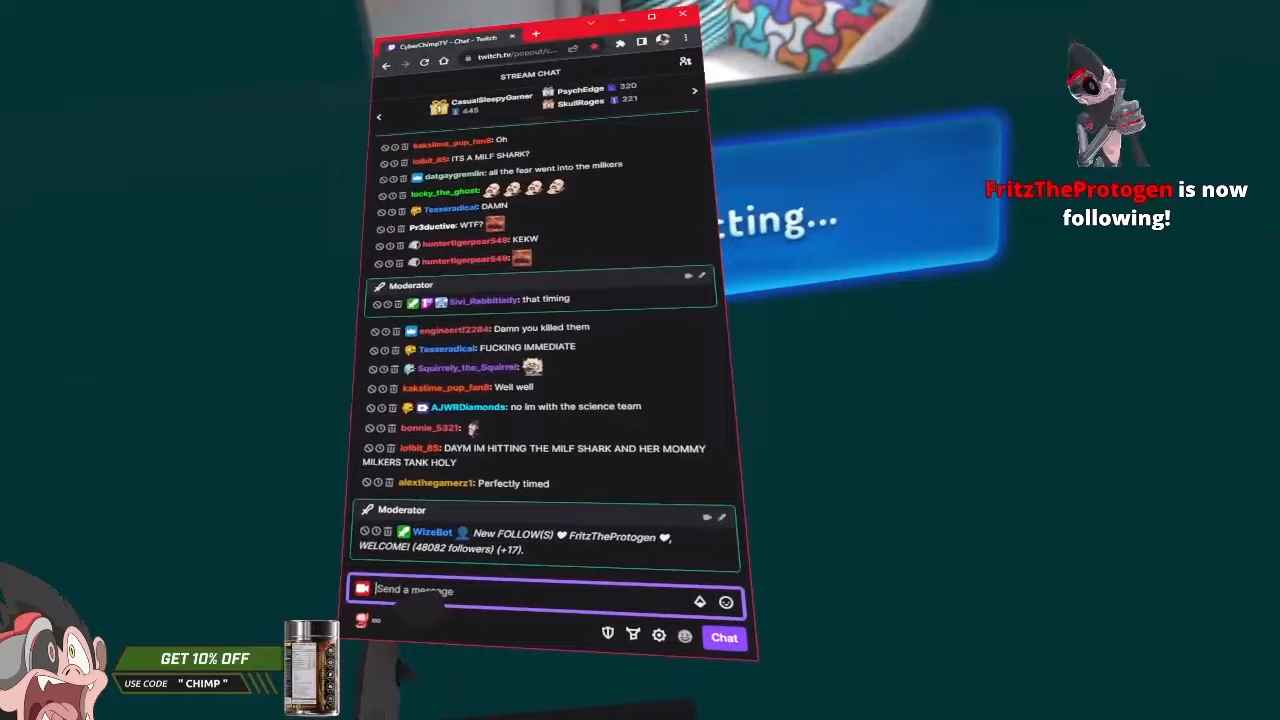 CyberChimpTV - Chat - Twitch
twitch.tv/popout/c...
STREAM CHAT
CasualSleepyGamer
445
PsychEdge 320
SkullRages 221
kakslime_pup_fan8: Oh
lolbit_85: ITS A MILF SHARK?
datgaygremlin: all the fear went into the milkers
locky_the_ghost:
Tesseradical: DAMN
Pr3ductive: WTF?
huntertigerpear549: KEKW
huntertigerpear549:
Moderator
Sivi_Rabbitlady: that timing
engineertf2284: Damn you killed them
Tesseradical: FUCKING IMMEDIATE
Squirrely_the_Squirrel:
kakslime_pup_fan8: Well well
AJWRDiamonds: no im with the science team
bonnie_5321:
lolbit_85: DAYM IM HITTING THE MILF SHARK AND HER MOMMY
MILKERS TANK HOLY
alexthegamerz1: Perfectly timed
Moderator
WizeBot New FOLLOW(S) ♥ FritzTheProtogen ♥,
WELCOME! (48082 followers) (+17).
Send a message
∞
Chat
cting...
FritzTheProtogen is now
following!
GET 10% OFF
USE CODE " CHIMP "